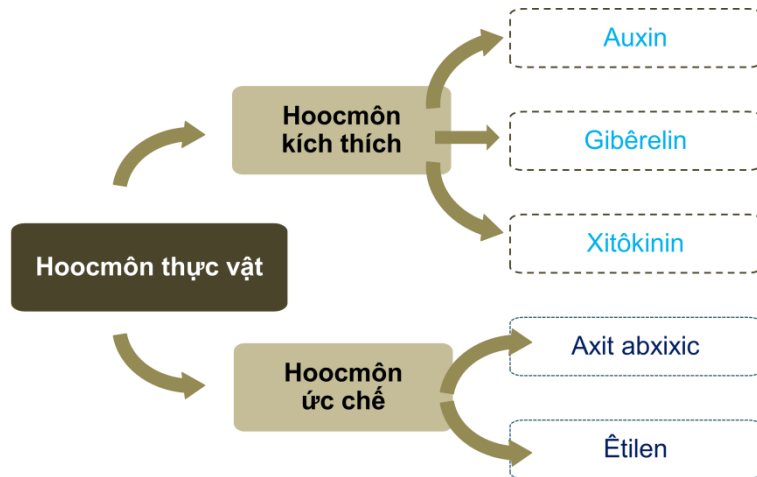 Hoocmôn thực vật
Hoocmôn
kích thích
Auxin
Gibêrelin
Xitôkinin
Hoocmôn
ức chế
Axit abxixic
Êtilen